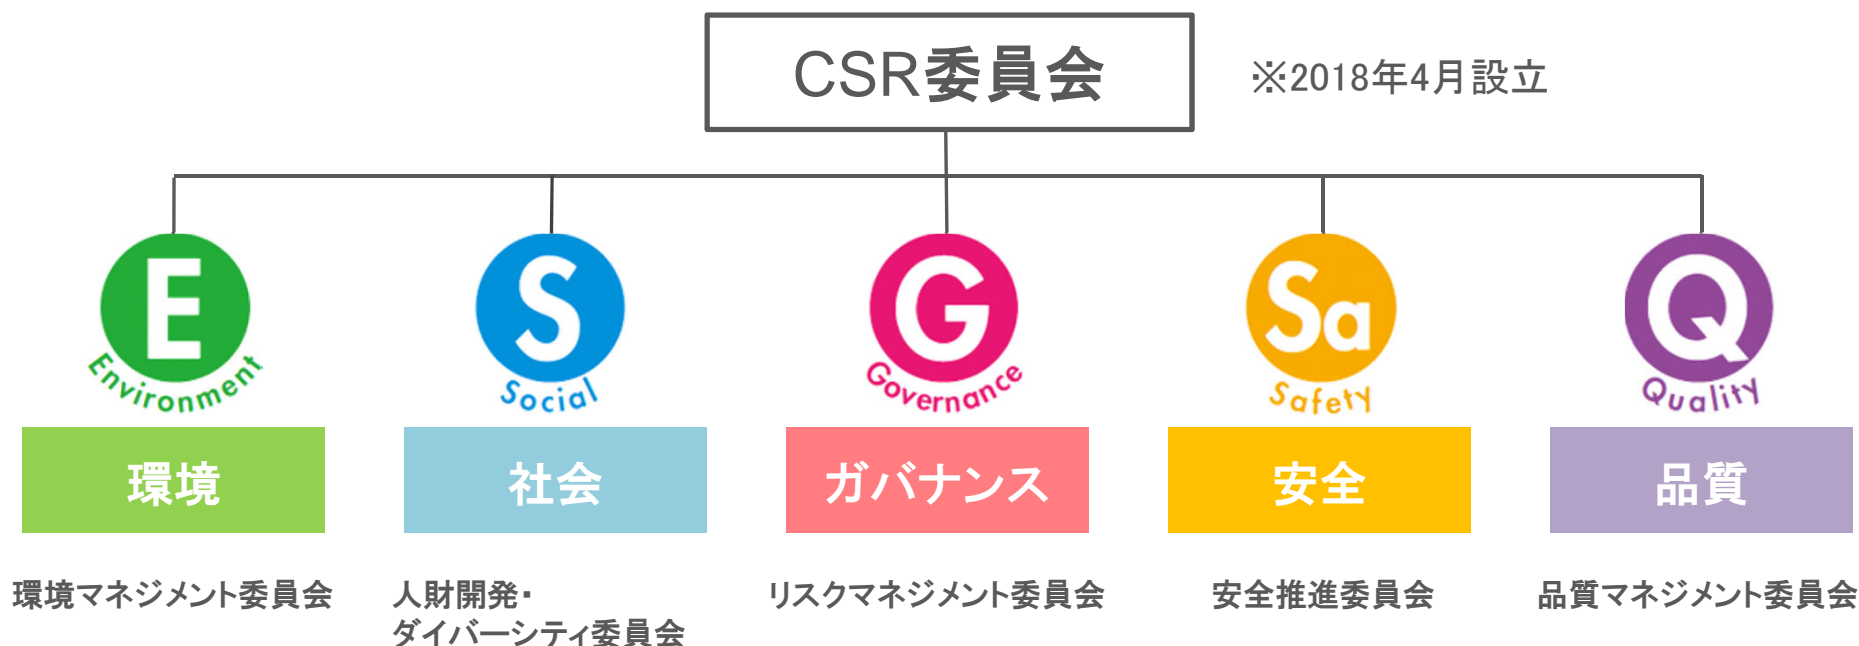 CSR委員会
※2018年4月設立
E
Environment
S
Social
G
Governance
Sa
Safety
Q
Quality
環境
社会
ガバナンス
安全
品質
環境マネジメント委員会
人財開発・
ダイバーシティ委員会
リスクマネジメント委員会
安全推進委員会
品質マネジメント委員会